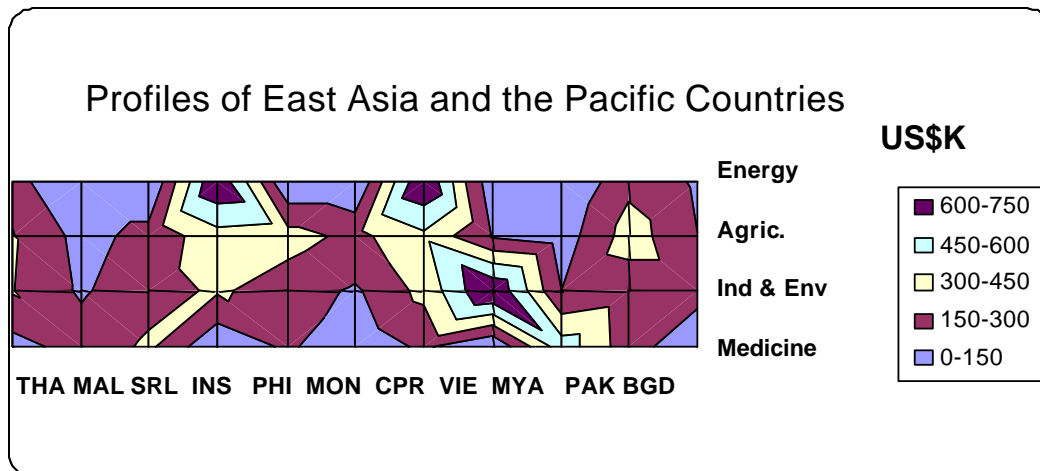 Profiles of East Asia and the Pacific Countries
US$K
Energy
Agric.
Ind & Env
Medicine
THA MAL SRL INS PHI MON CPR VIE MYA PAK BGD
600-750
450-600
300-450
150-300
0-150